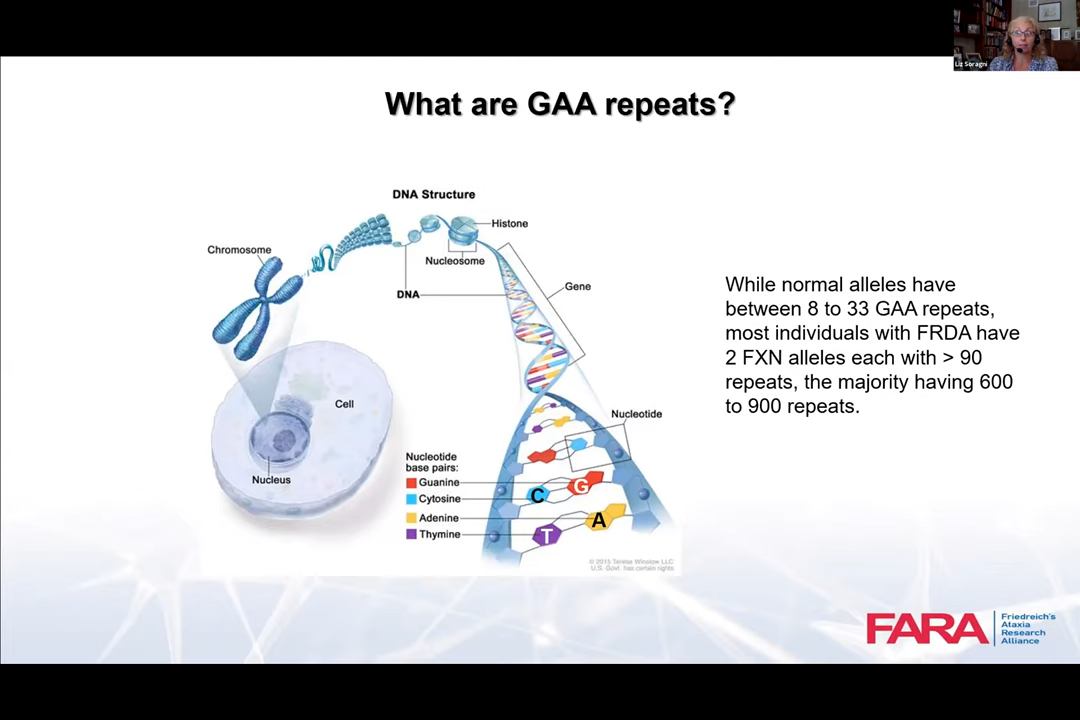 Liz Soragni
What are GAA repeats?
DNA Structure
Histone
Chromosome
Nucleosome
Gene
DNA
While normal alleles have
between 8 to 33 GAA repeats,
most individuals with FRDA have
2 FXN alleles each with > 90
repeats, the majority having 600
to 900 repeats.
Cell
Nucleotide
Nucleus
Nucleotide
base pairs:
Guanine
Cytosine
Adenine
Thymine
C
G
T
A
© 2015 Terese Winslow LLC
U.S. Govt. has certain rights
FARA
Friedreich's
Ataxia
Research
Alliance